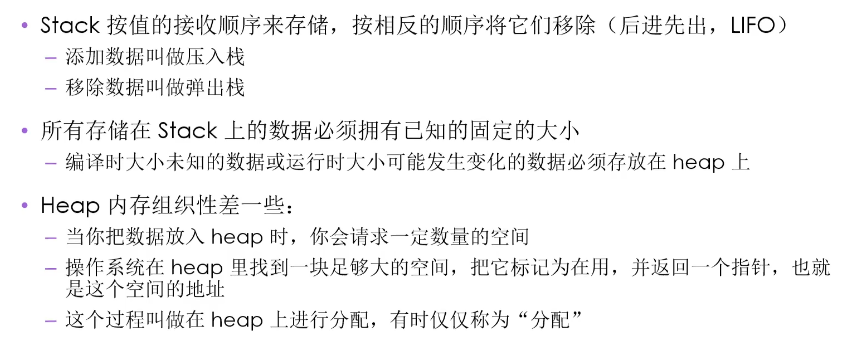 • Stack 按值的接收顺序来存储，按相反的顺序将它们移除（后进先出，LIFO）
– 添加数据叫做压入栈
– 移除数据叫做弹出栈
• 所有存储在 Stack 上的数据必须拥有已知的固定的大小
– 编译时大小未知的数据或运行时大小可能发生变化的数据必须存放在 heap 上
• Heap 内存组织性差一些：
– 当你把数据放入 heap 时，你会请求一定数量的空间
– 操作系统在 heap 里找到一块足够大的空间，把它标记为在用，并返回一个指针，也就
是这个空间的地址
– 这个过程叫做在 heap 上进行分配，有时仅仅称为“分配”